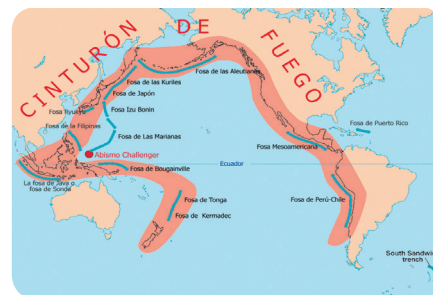 CINTURÓN DE FUEGO
Fosa de las Aleutianas
Fosa de las Kuriles
Fosa de Japón
Fosa Izu Bonin
Fosa Ryukyu
Fosa de la Filipinas
Fosa de Las Marianas
Abismo Challenger
Fosa de Puerto Rico
Fosa Mesoamericana
Ecuador
Fosa de Bougainville
La fosa de Java o
fosa de Sonda
Fosa de Tonga
Fosa de Kermadec
Fosa de Perú-Chile
South Sandwi
trench